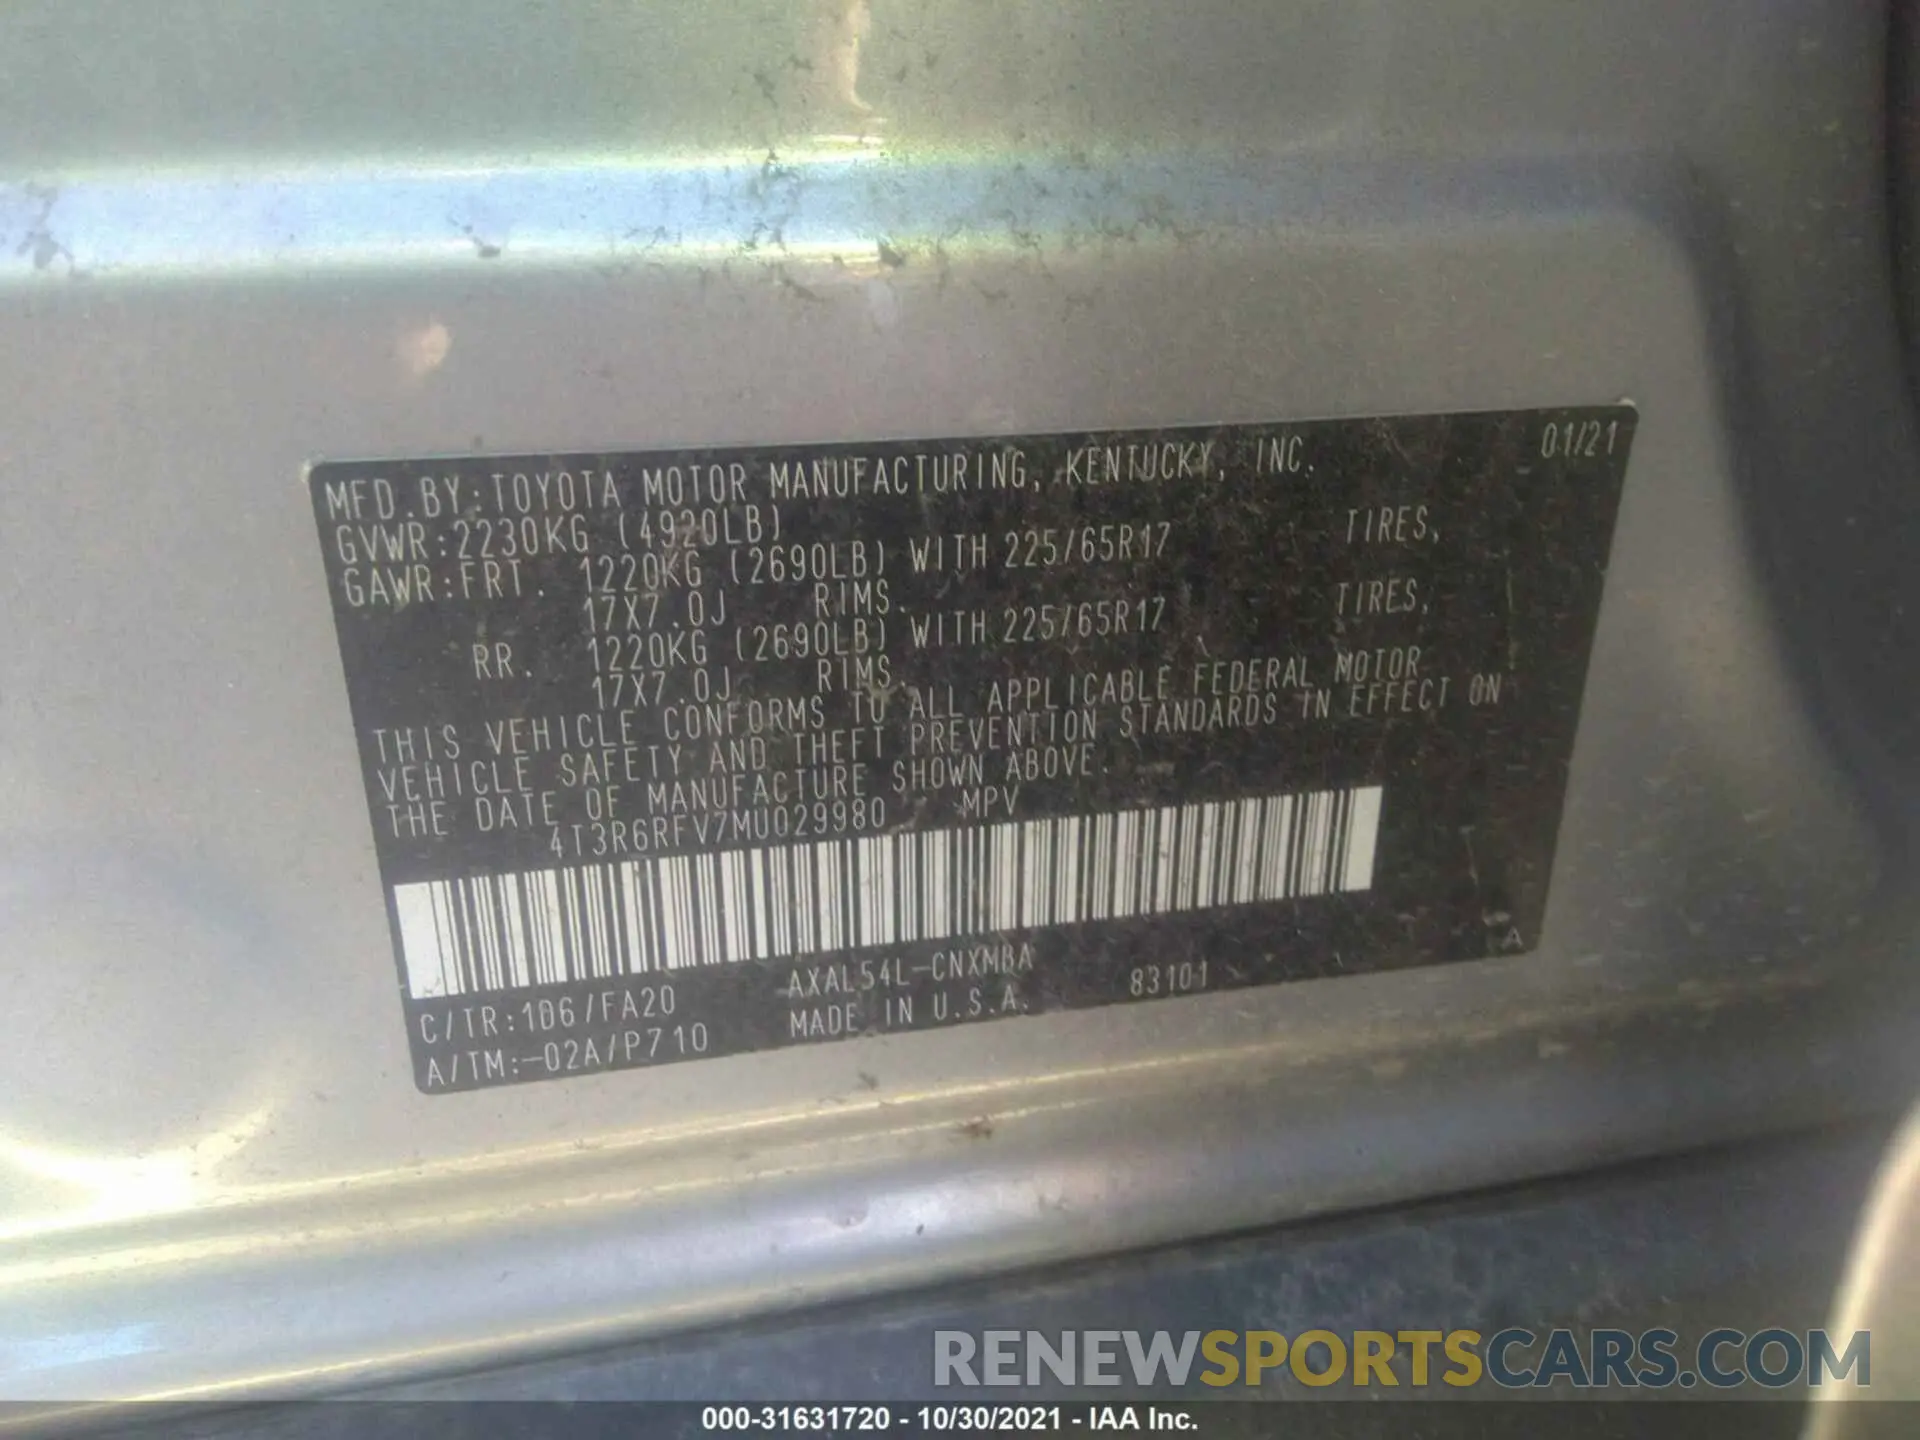 MFD.BY:TOYOTA MOTOR MANUFACTURING, KENTUCKY, INC. 01/21
GVWR:2230KG (4920LB)
GAWR:FRT. 1220KG (2690LB) WITH 225/65R17 TIRES,
17X7.0J RIMS.
RR. 1220KG (2690LB) WITH 225/65R17 TIRES,
17X7.0J RIMS.
THIS VEHICLE CONFORMS TO ALL APPLICABLE FEDERAL MOTOR
VEHICLE SAFETY AND THEFT PREVENTION STANDARDS IN EFFECT ON
THE DATE OF MANUFACTURE SHOWN ABOVE.
4T3R6RFV7MU029980 MPV
C/TR:1D6/FA20 AXAL54L-CNXMBA 83101 A
A/TM:-02A/P710 MADE IN U.S.A.
RENEWSPORTSCARS.COM
000-31631720 - 10/30/2021 - IAA Inc.